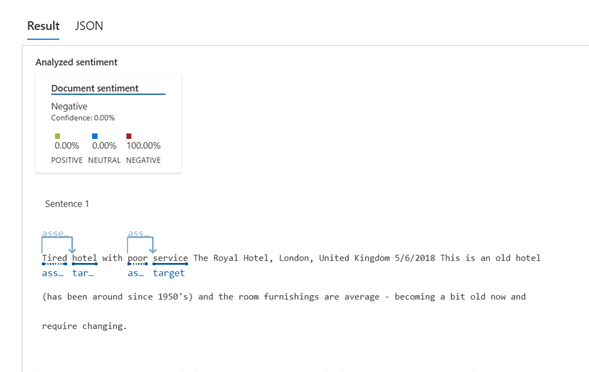 Result JSON
Analyzed sentiment
Document sentiment
Negative
Confidence: 0.00%
0.00% 0.00% 100.00%
POSITIVE NEUTRAL NEGATIVE
Sentence 1
asse… ass…
Tired hotel with poor service The Royal Hotel, London, United Kingdom 5/6/2018 This is an old hotel
ass… tar… as… target
(has been around since 1950's) and the room furnishings are average - becoming a bit old now and
require changing.